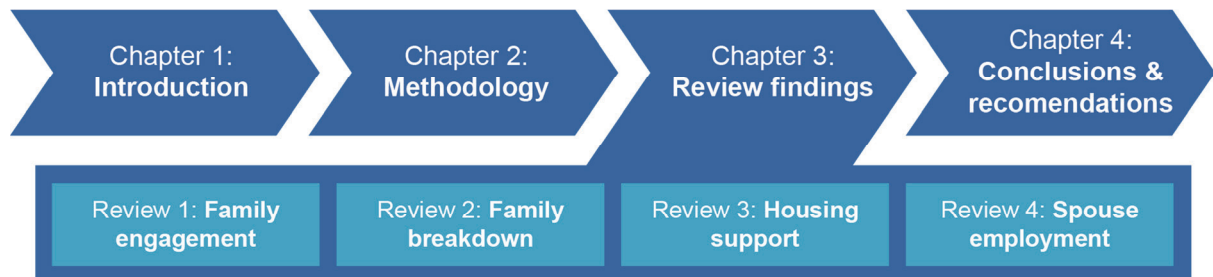 Chapter 1:
Introduction
Chapter 2:
Methodology
Chapter 3:
Review findings
Chapter 4:
Conclusions &
recomendations
Review 1: Family
engagement
Review 2: Family
breakdown
Review 3: Housing
support
Review 4: Spouse
employment